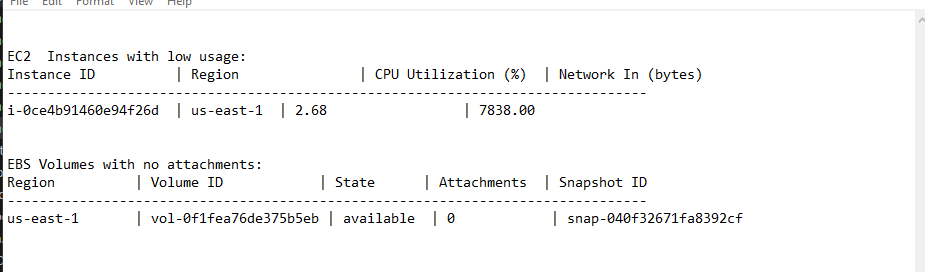 File Edit Format View Help
EC2  Instances with low usage:
Instance ID          | Region                 | CPU Utilization (%)  | Network In (bytes)
--------------------------------------------------------------------------------
i-0ce4b91460e94f26d  | us-east-1  | 2.68                 | 7838.00
EBS Volumes with no attachments:
Region          | Volume ID            | State      | Attachments  | Snapshot ID
--------------------------------------------------------------------------------
us-east-1       | vol-0f1fea76de375b5eb | available  | 0            | snap-040f32671fa8392cf